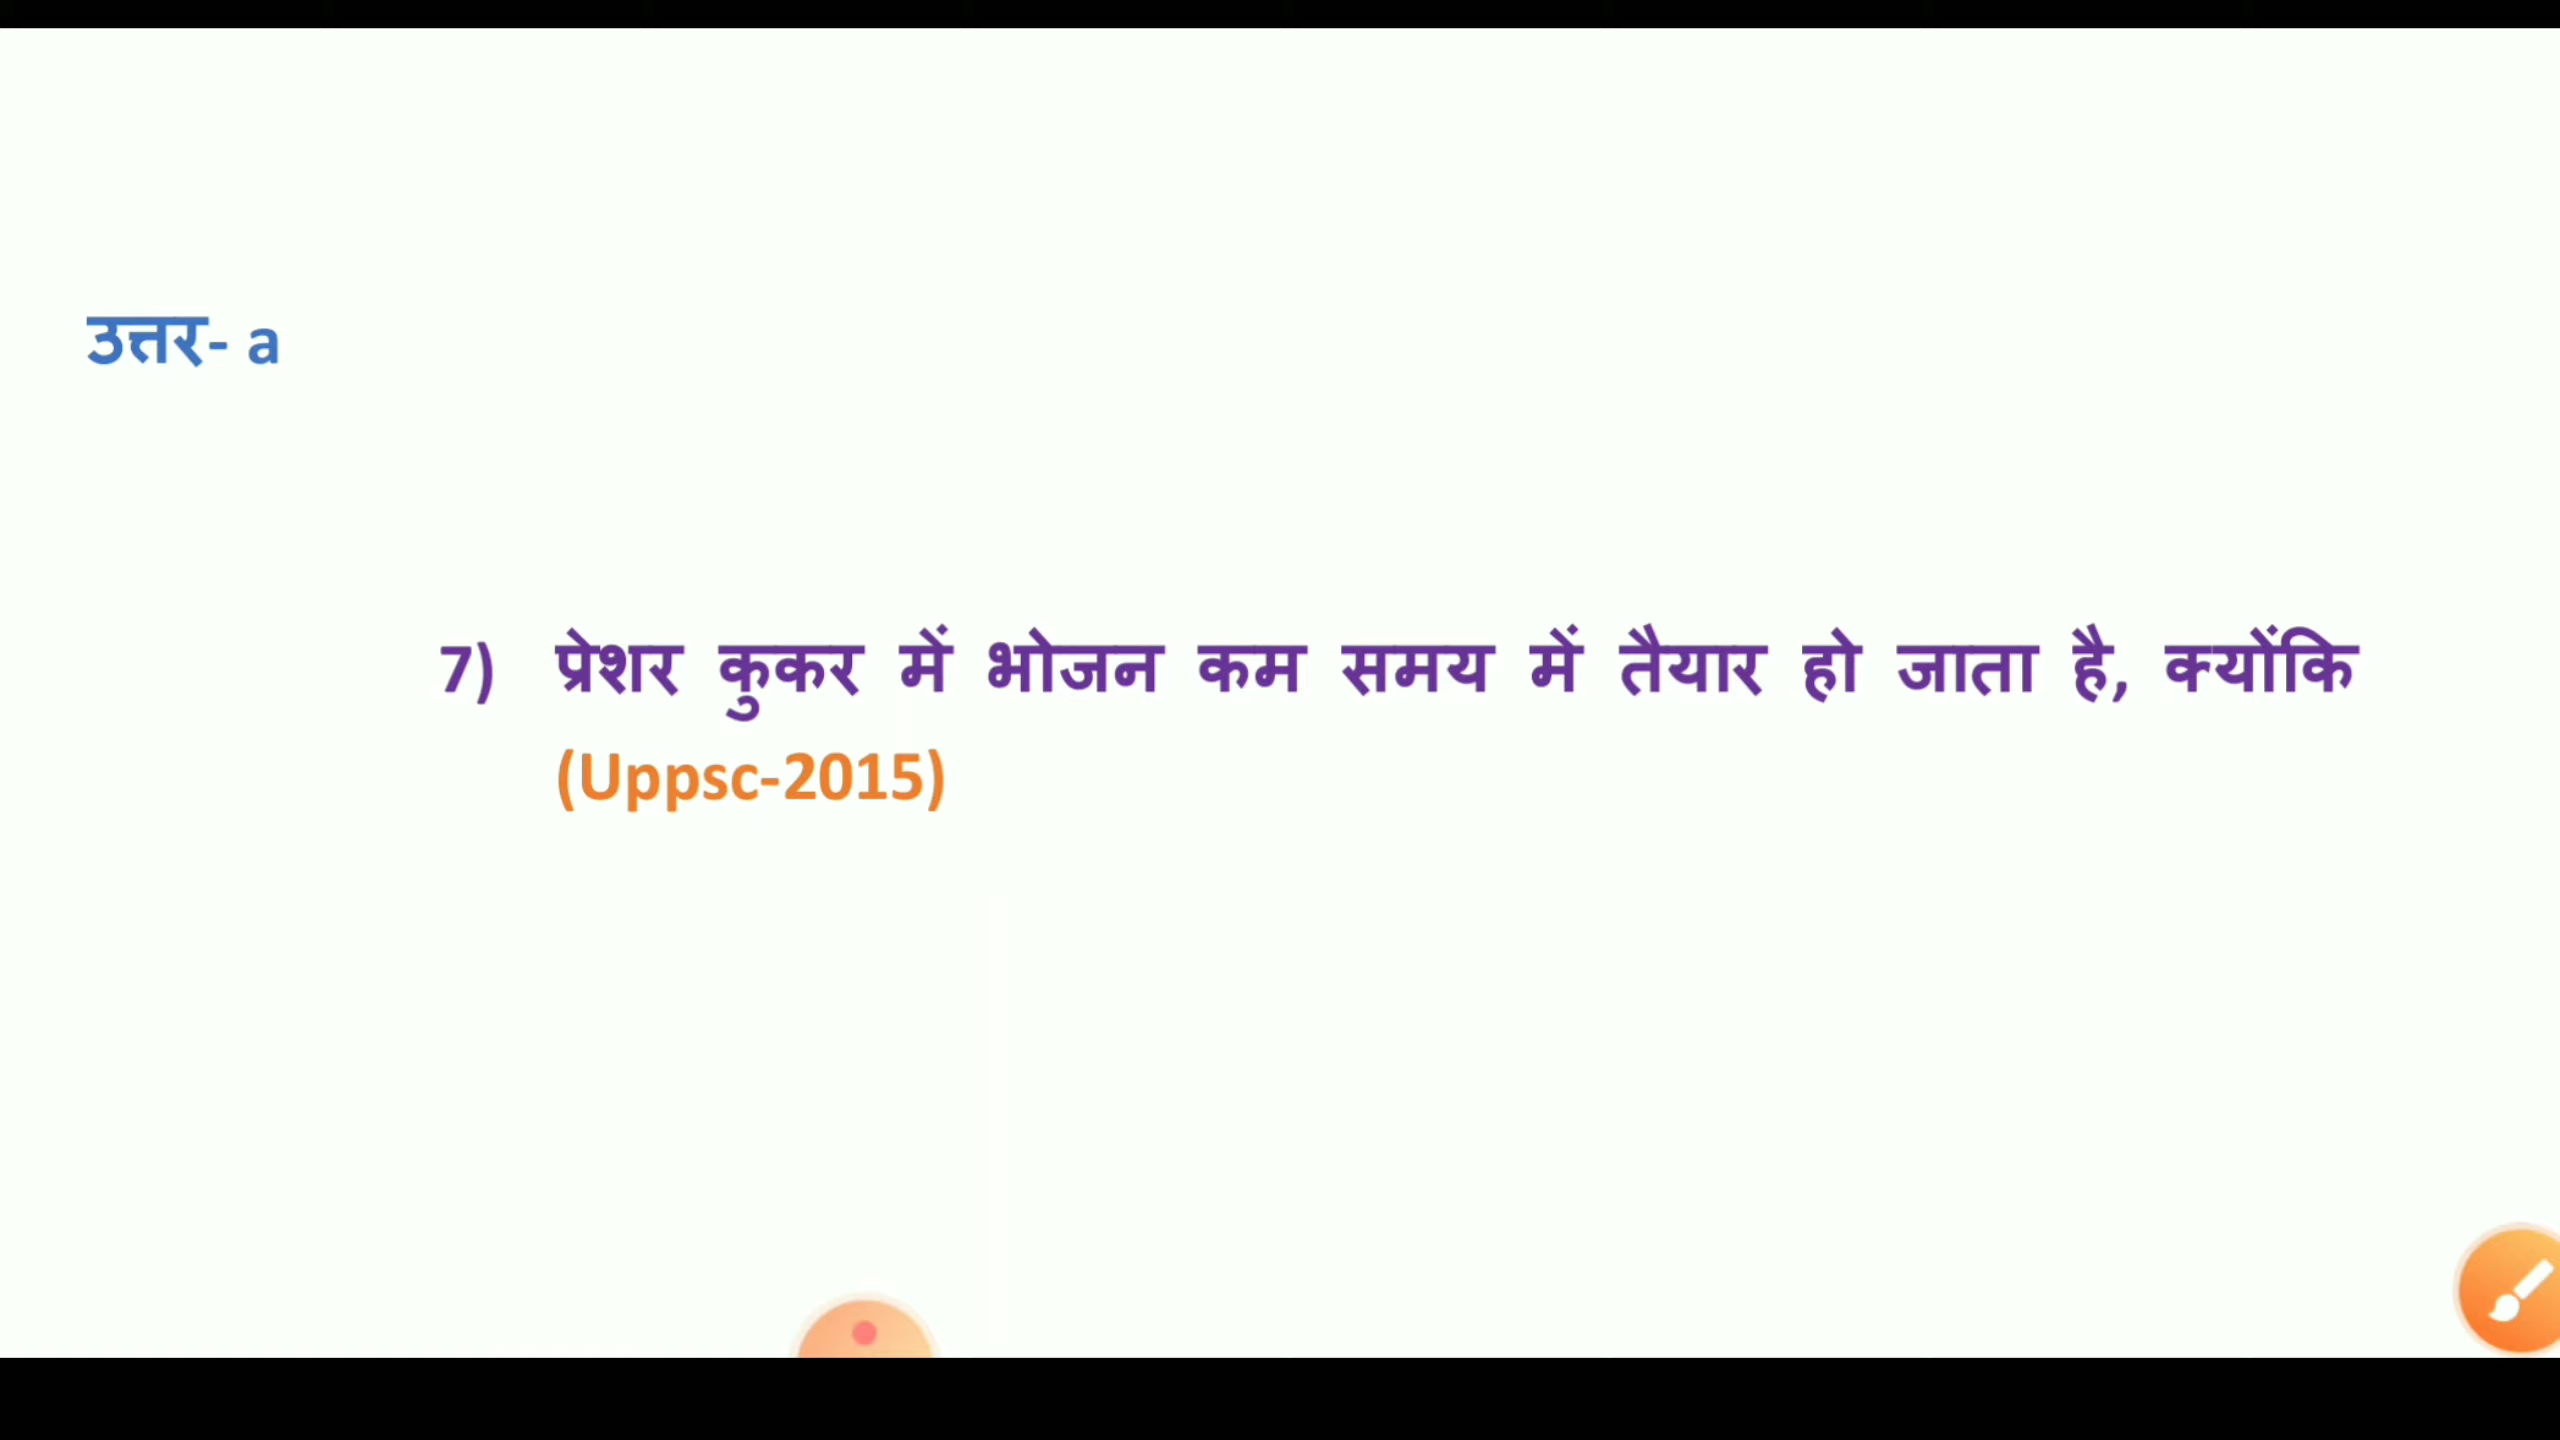 उत्तर- a
7) प्रेशर कुकर में भोजन कम समय में तैयार हो जाता है, क्योंकि
(Uppsc-2015)